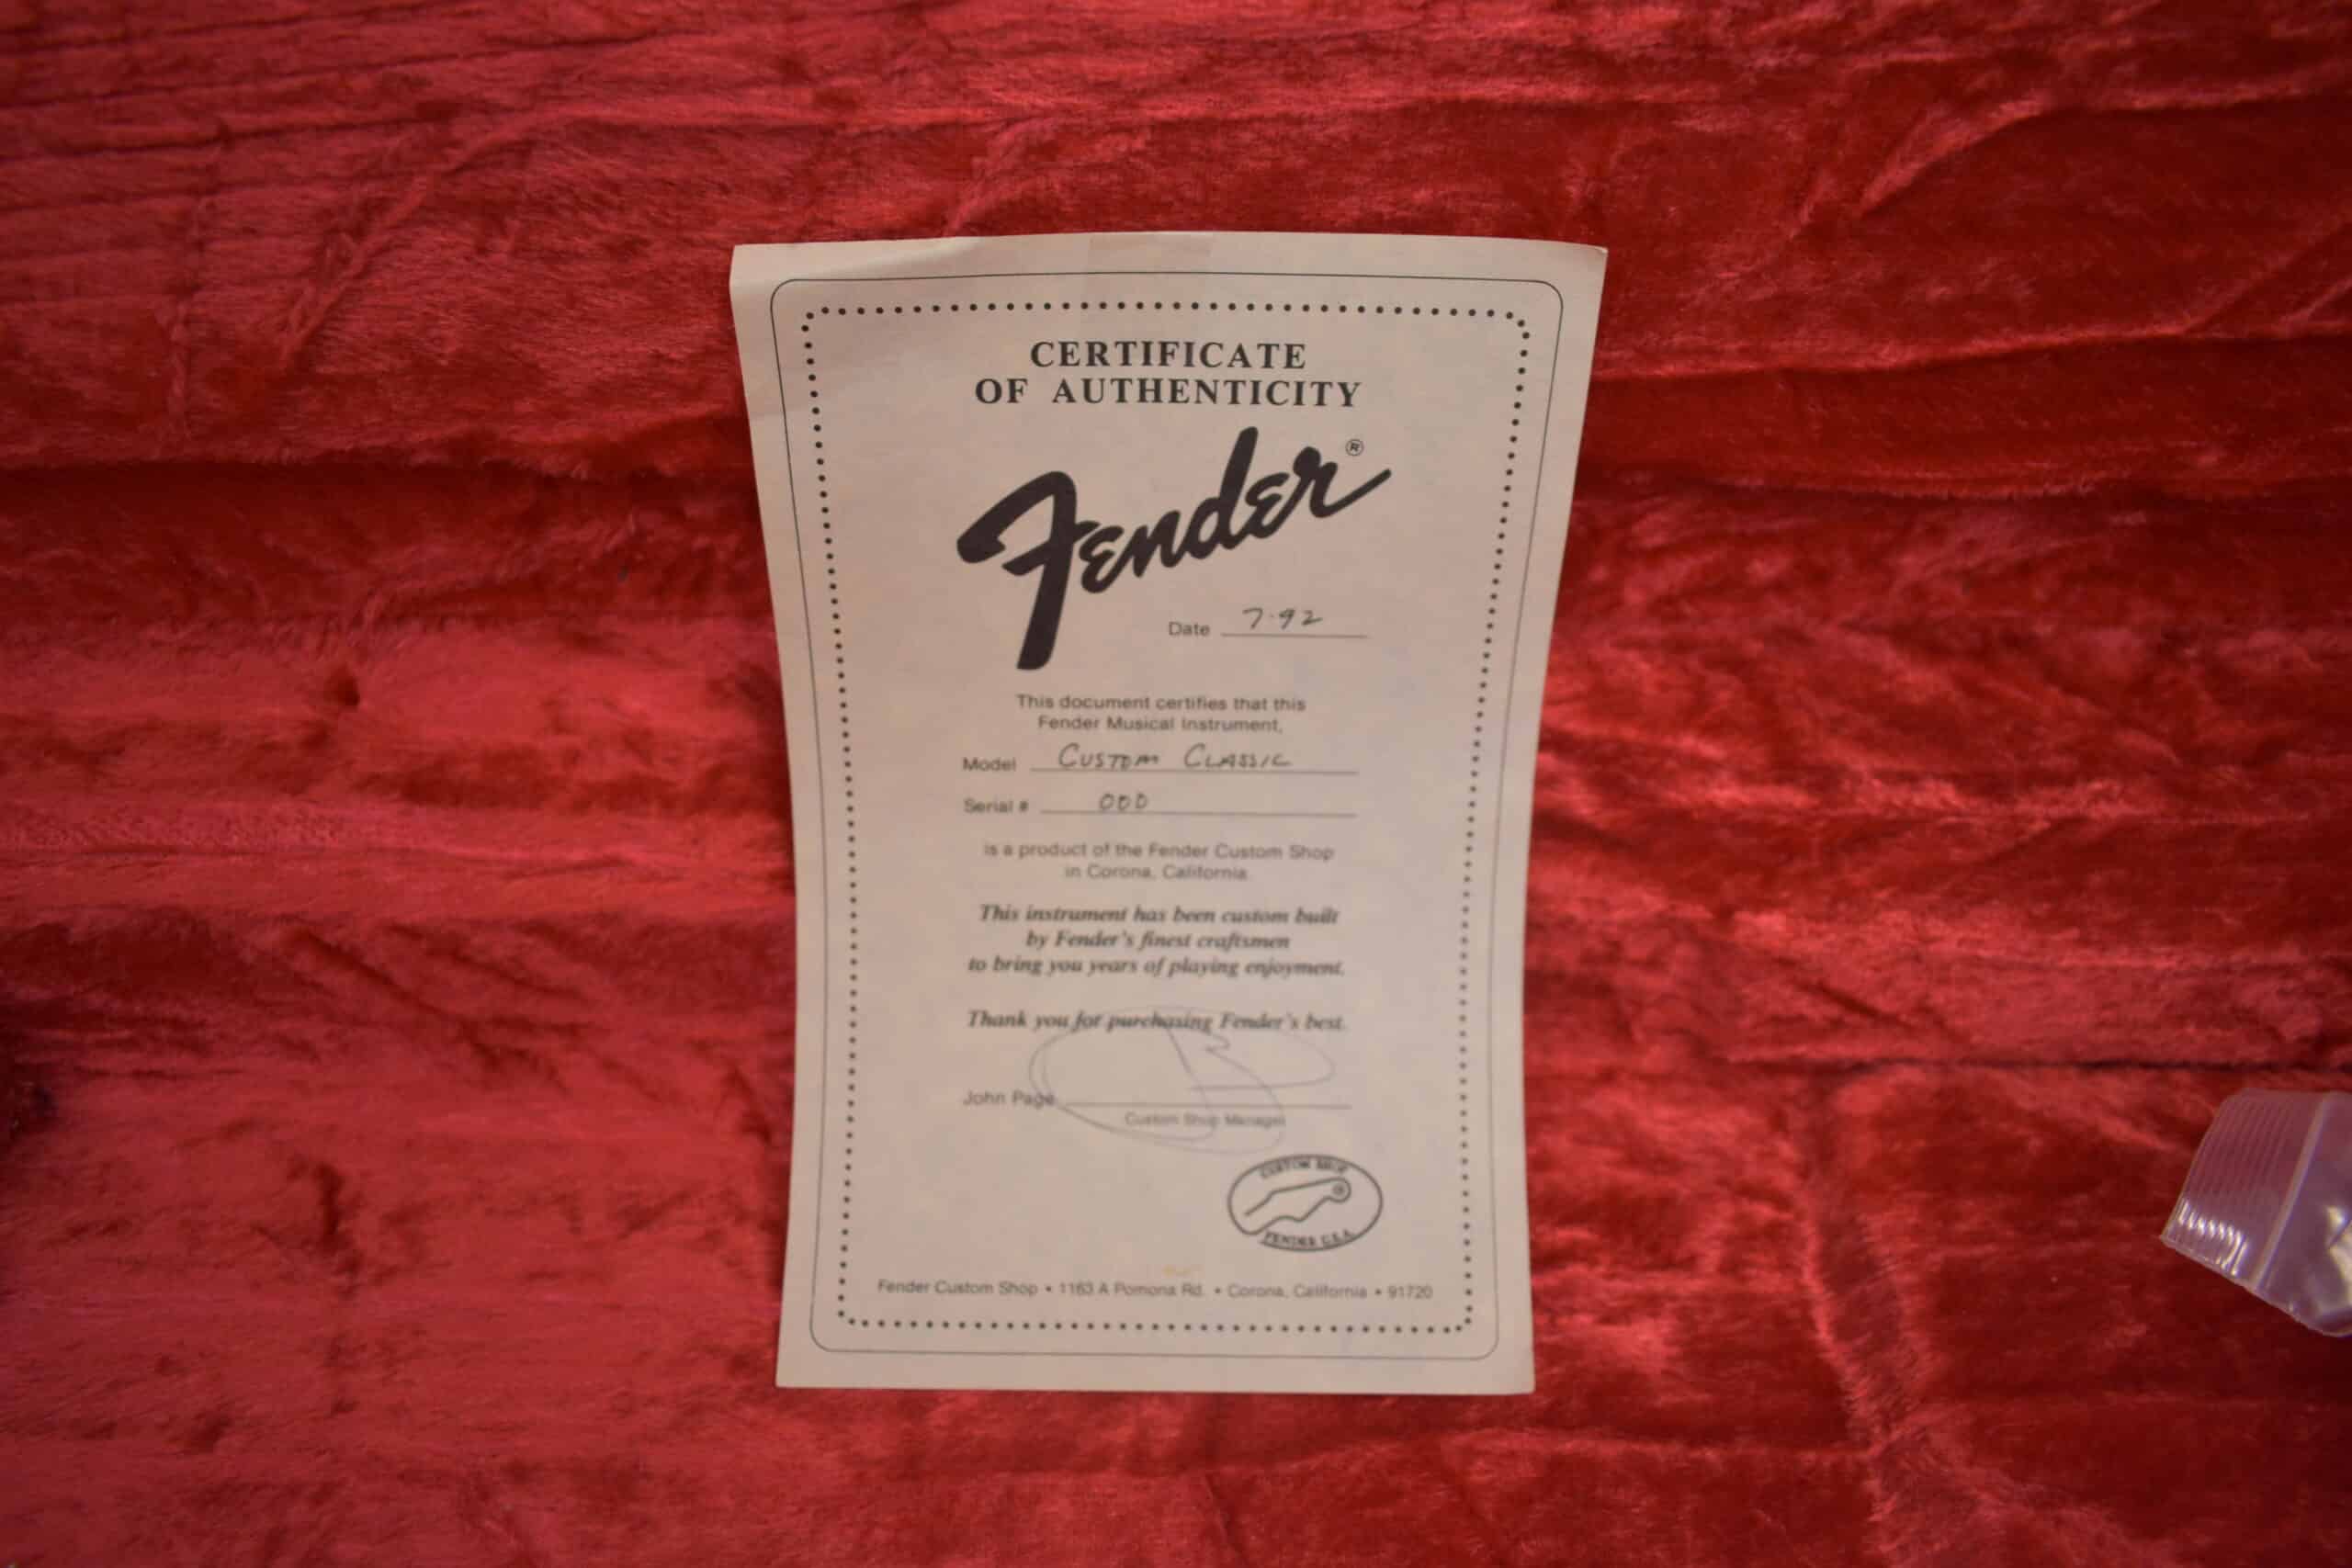 CERTIFICATE
OF AUTHENTICITY
Fender®
Date 7-92
This document certifies that this
Fender Musical Instrument,
Model CUSTOM CLASSIC
Serial # 000
is a product of the Fender Custom Shop
in Corona, California
This instrument has been custom built
by Fender's finest craftsmen
to bring you years of playing enjoyment.
Thank you for purchasing Fender's best.
John Page
Custom Shop Manager
CUSTOM SHOP
FENDER U.S.A.
Fender Custom Shop • 1163 A Pomona Rd. • Corona, California • 91720